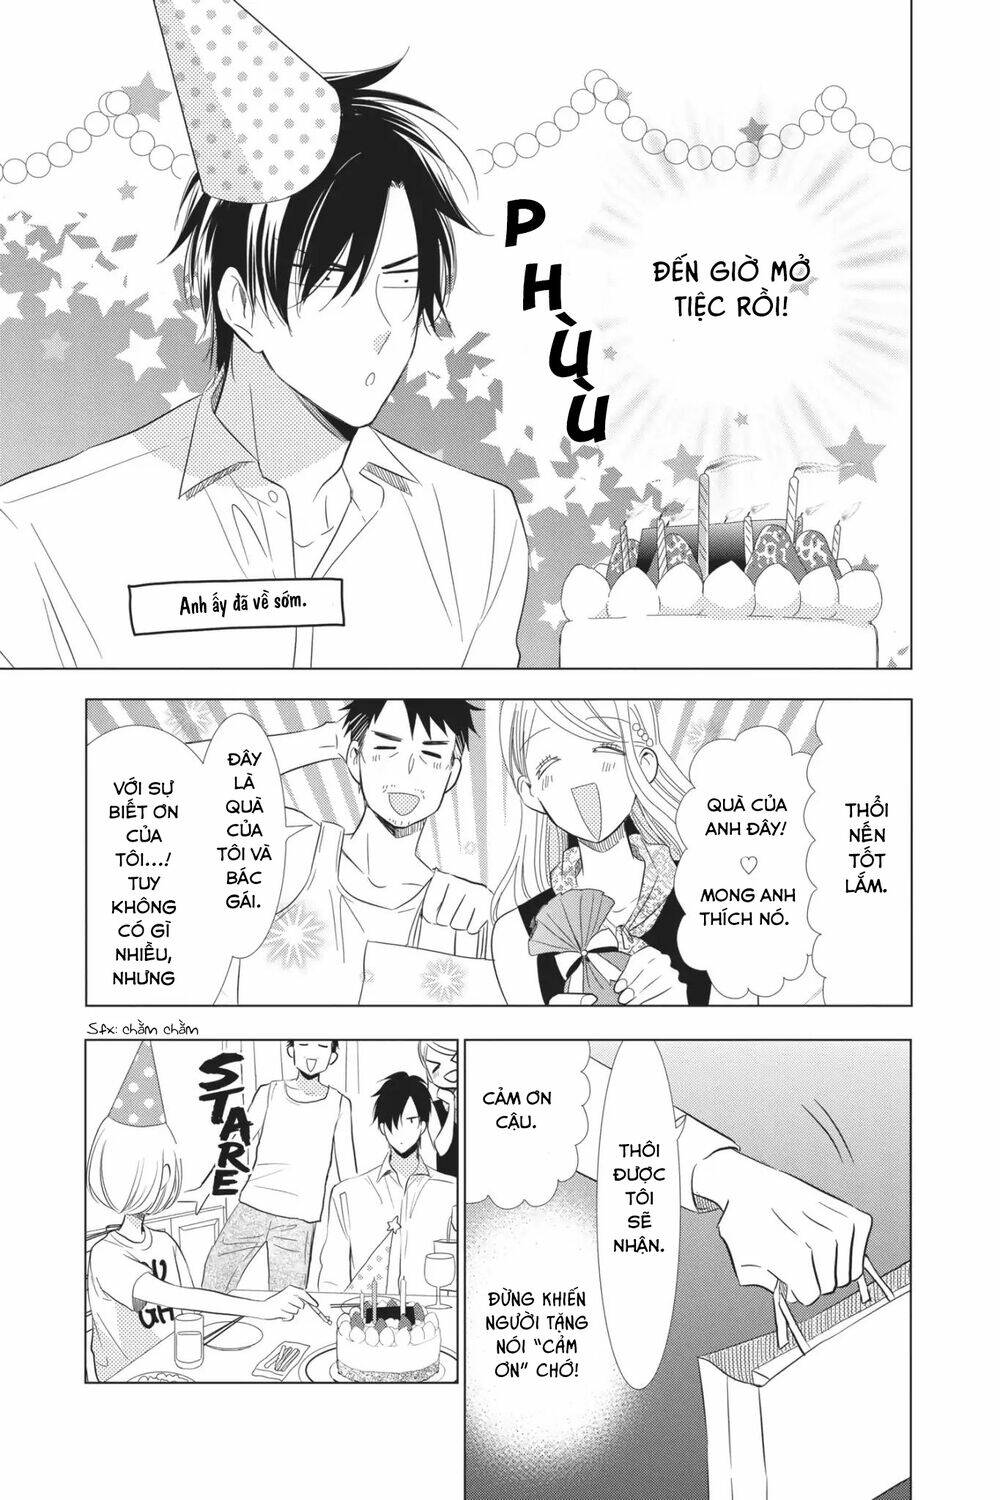 ĐẾN GIỜ MỞ
TIỆC RỒI!
PHÙÙ
Anh ấy đã về sớm.
THỔI
NẾN
TỐT
LẮM.
QUÀ CỦA
ANH ĐÂY!
♡
MONG ANH
THÍCH NÓ.
ĐÂY
LÀ
QUÀ
CỦA
TÔI VÀ
BÁC
GÁI.
VỚI SỰ
BIẾT ƠN
CỦA
TÔI...!
TUY
KHÔNG
CÓ GÌ
NHIỀU,
NHƯNG
THÔI
ĐƯỢC
TÔI
SẼ
NHẬN.
CẢM ƠN
CẬU.
ĐỪNG KHIẾN
NGƯỜI TẶNG
NÓI “CẢM
ƠN” CHỚ!
Sfx: chằm chằm
STARE